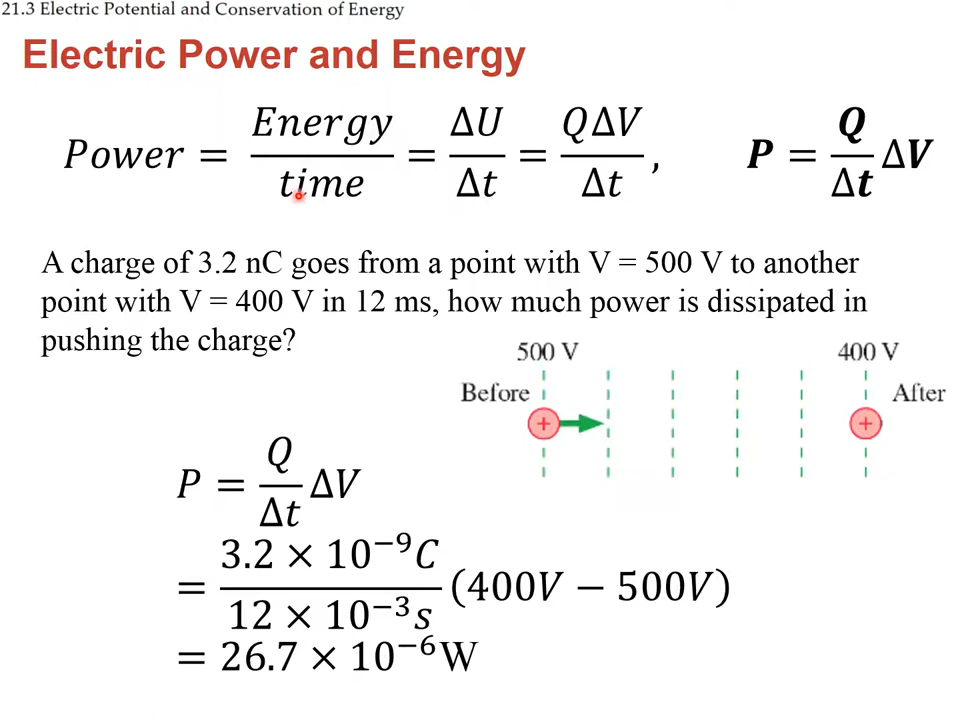 21.3 Electric Potential and Conservation of Energy
Electric Power and Energy
Power = Energy/time = ΔU/Δt = QΔV/Δt , P = Q/Δt ΔV
A charge of 3.2 nC goes from a point with V = 500 V to another
point with V = 400 V in 12 ms, how much power is dissipated in
pushing the charge?
500 V 400 V
Before After
+ +
P = Q/Δt ΔV
= 3.2 × 10⁻⁹C/12 × 10⁻³s (400V − 500V)
= 26.7 × 10⁻⁶W